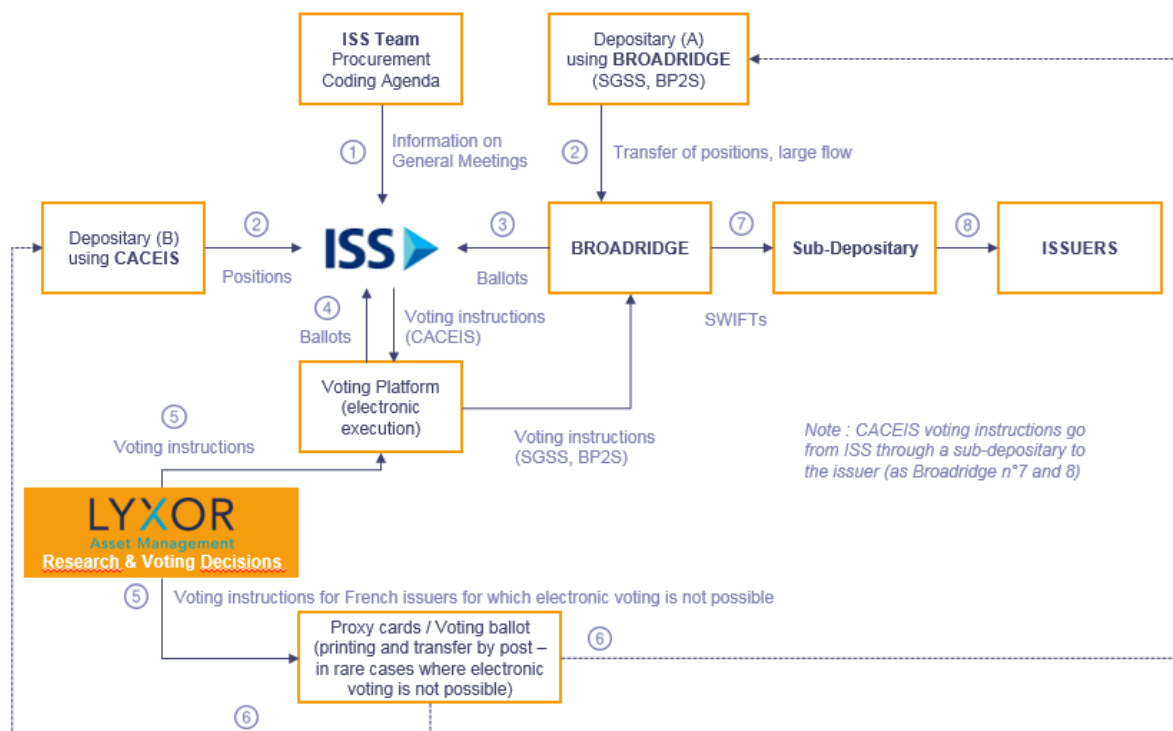 ISS Team
Procurement
Coding Agenda
Depositary (A)
using BROADRIDGE
(SGSS, BP2S)
1
Information on
General Meetings
2
Transfer of positions, large flow
Depositary (B)
using CACEIS
2
Positions
ISS
3
Ballots
BROADRIDGE
7
SWIFTs
Sub-Depositary
8
ISSUERS
4
Ballots
Voting instructions
(CACEIS)
Voting Platform
(electronic
execution)
5
Voting instructions
Voting instructions
(SGSS, BP2S)
Note : CACEIS voting instructions go
from ISS through a sub-depositary to
the issuer (as Broadridge n°7 and 8)
LYXOR
Asset Management
Research & Voting Decisions
5
Voting instructions for French issuers for which electronic voting is not possible
Proxy cards / Voting ballot
(printing and transfer by post –
in rare cases where electronic
voting is not possible)
6
6